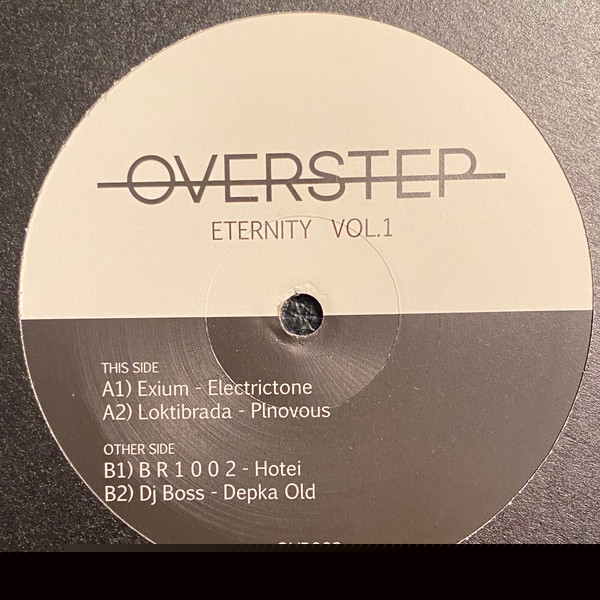 OVERSTEP
ETERNITY VOL.1
THIS SIDE
A1) Exium - Electrictone
A2) Loktibrada - Plnovous
OTHER SIDE
B1) B R 1 0 0 2 - Hotei
B2) Dj Boss - Depka Old